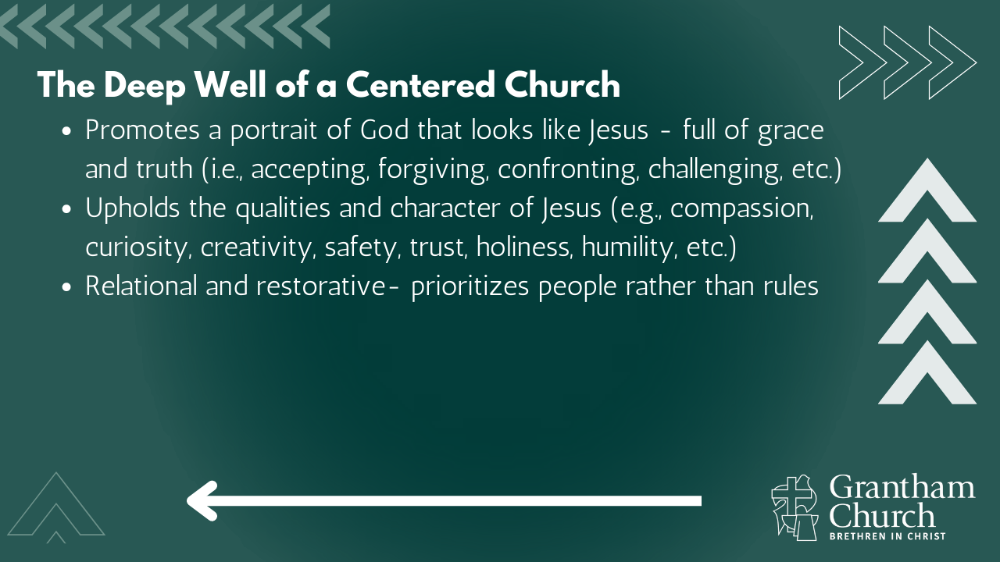 The Deep Well of a Centered Church
• Promotes a portrait of God that looks like Jesus - full of grace
and truth (i.e., accepting, forgiving, confronting, challenging, etc.)
• Upholds the qualities and character of Jesus (e.g., compassion,
curiosity, creativity, safety, trust, holiness, humility, etc.)
• Relational and restorative- prioritizes people rather than rules
Grantham
Church
BRETHREN IN CHRIST